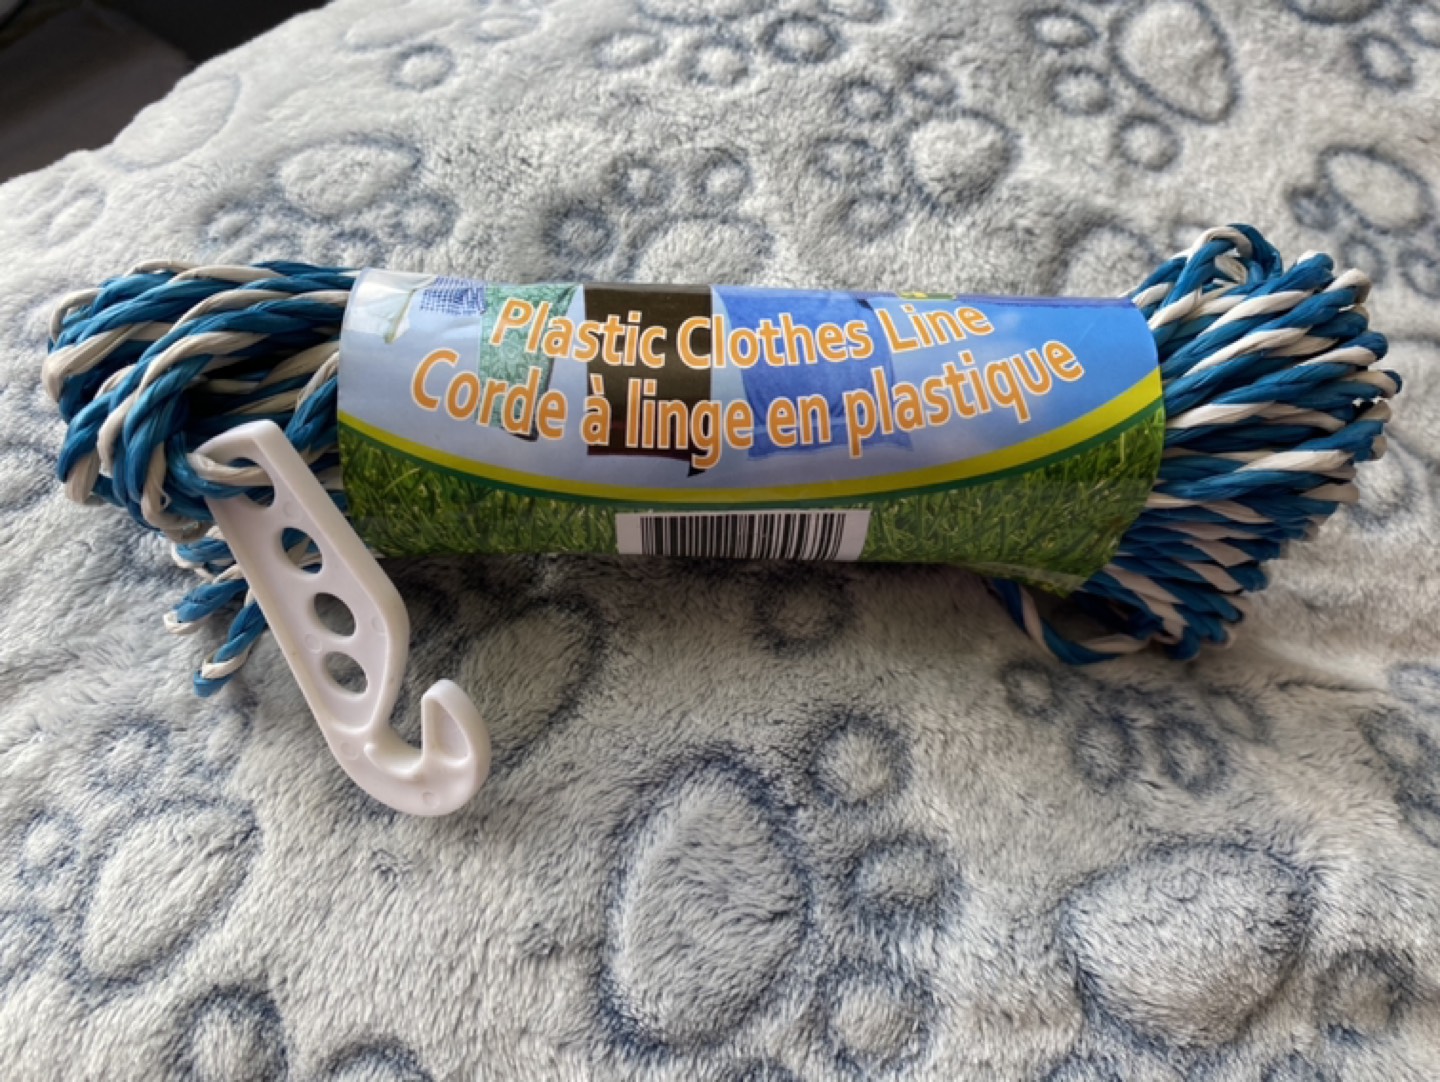 Plastic Clothes Line
Corde à linge en plastique